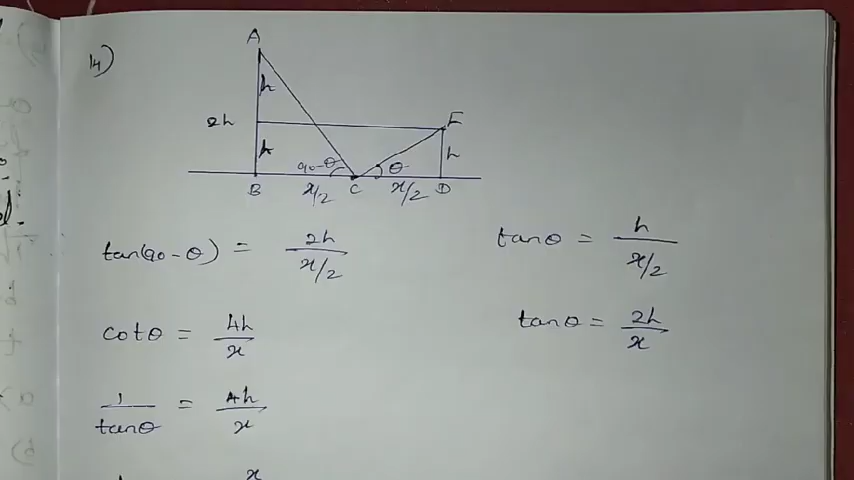 14)
A
h
2h
E
h
h
90-θ
θ
B
x/2
C
x/2
D
tan(90-θ) = 2h / x/2
tanθ = h / x/2
cotθ = 4h / x
tanθ = 2h / x
1 / tanθ = 4h / x
x